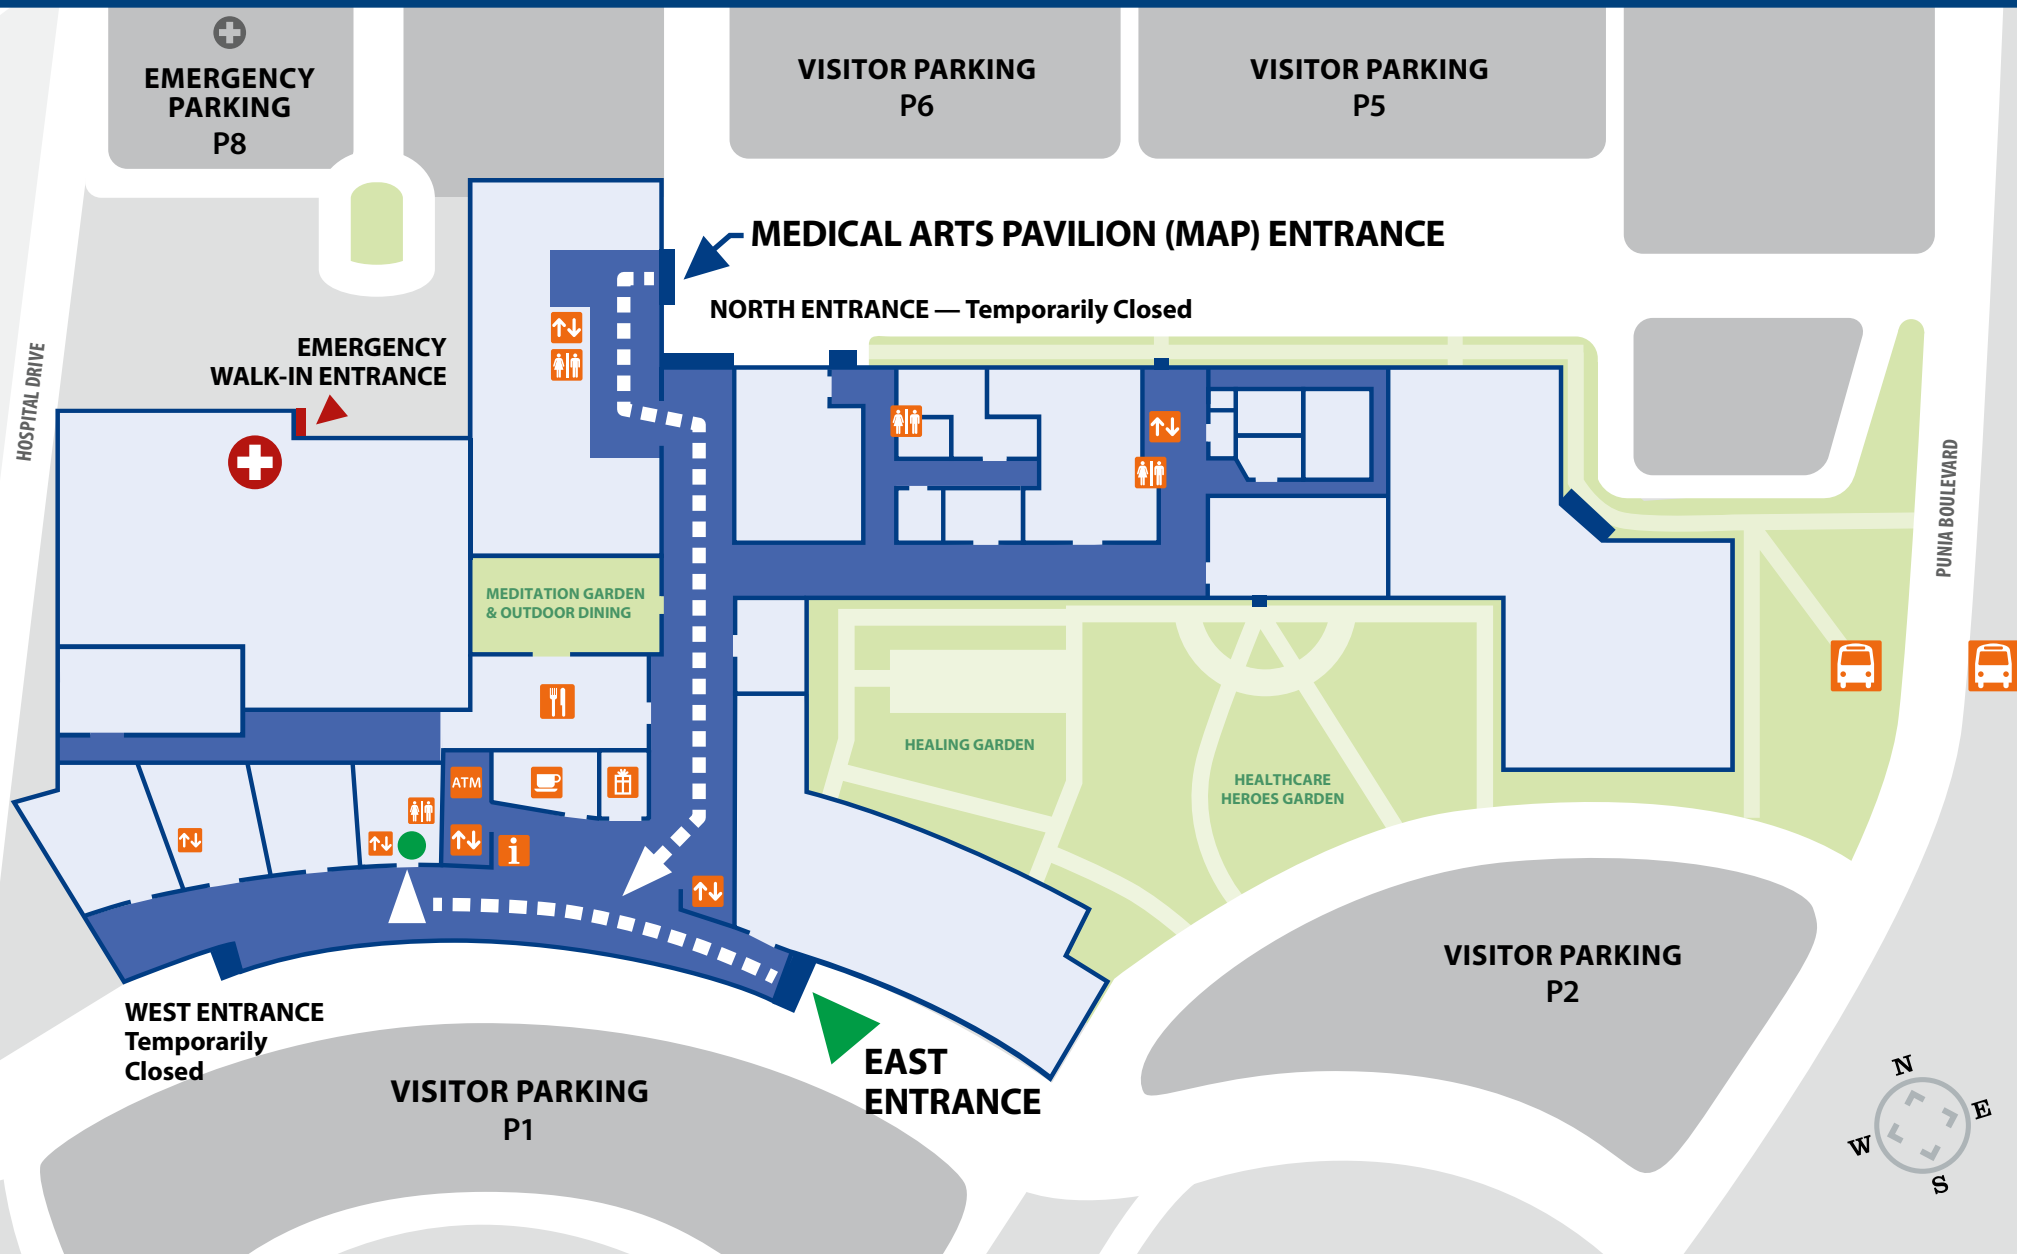 EMERGENCY
PARKING
P8
VISITOR PARKING
P6
VISITOR PARKING
P5
MEDICAL ARTS PAVILION (MAP) ENTRANCE
NORTH ENTRANCE — Temporarily Closed
EMERGENCY
WALK-IN ENTRANCE
HOSPITAL DRIVE
PUNIA BOULEVARD
MEDITATION GARDEN
& OUTDOOR DINING
HEALING GARDEN
HEALTHCARE
HEROES GARDEN
ATM
i
WEST ENTRANCE
Temporarily
Closed
VISITOR PARKING
P1
EAST
ENTRANCE
VISITOR PARKING
P2
N
E
W
S